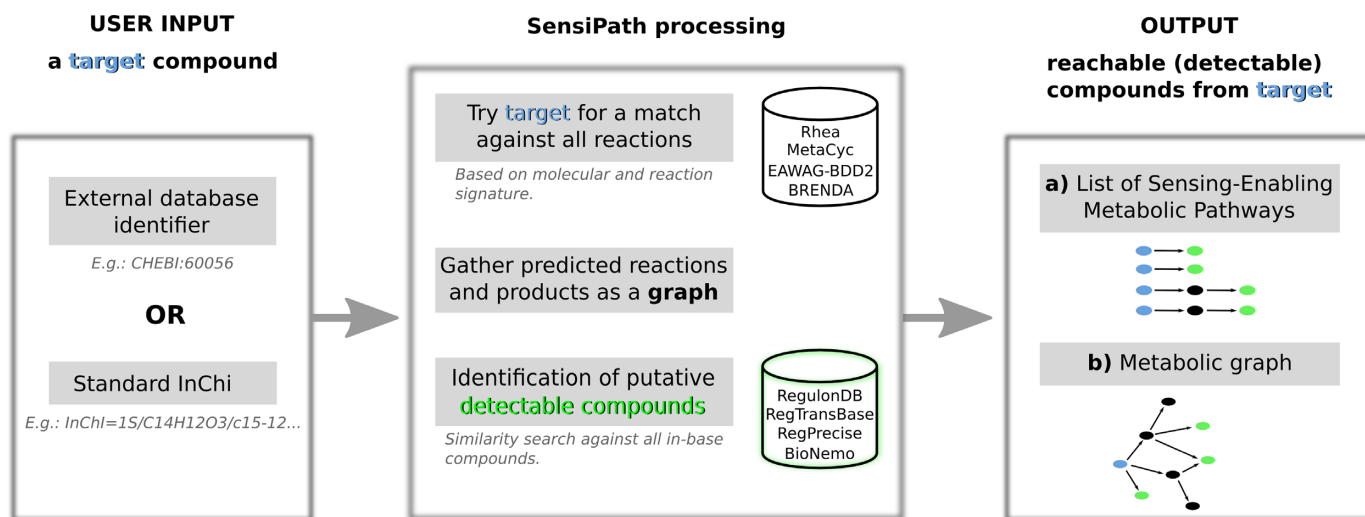 USER INPUT
a target compound
External database
identifier
E.g.: CHEBI:60056
OR
Standard InChi
E.g.: InChI=1S/C14H12O3/c15-12...
SensiPath processing
Try target for a match
against all reactions
Based on molecular and reaction
signature.
Rhea
MetaCyc
EAWAG-BDD2
BRENDA
Gather predicted reactions
and products as a graph
Identification of putative
detectable compounds
Similarity search against all in-base
compounds.
RegulonDB
RegTransBase
RegPrecise
BioNemo
OUTPUT
reachable (detectable)
compounds from target
a) List of Sensing-Enabling
Metabolic Pathways
b) Metabolic graph